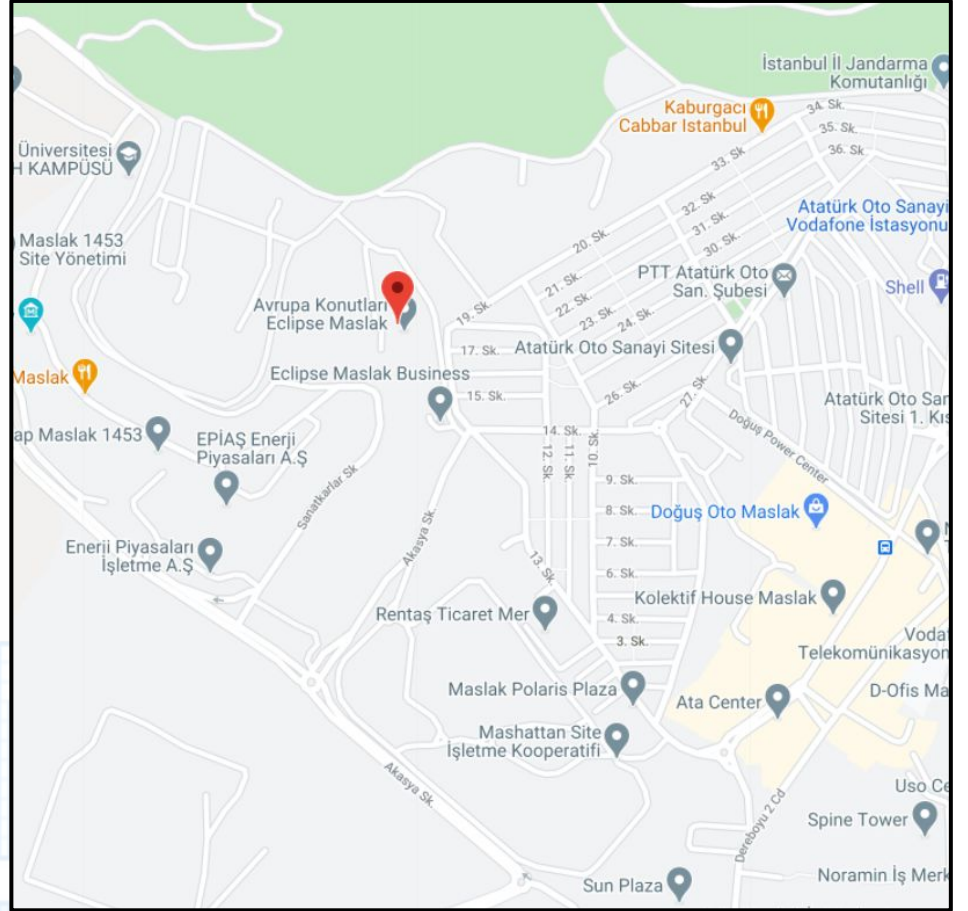 İstanbul İl Jandarma
Komutanlığı
Kaburgacı
Cabbar Istanbul
34. Sk.
35. Sk.
36. Sk.
33. Sk.
Üniversitesi
H KAMPÜSÜ
32. Sk.
31. Sk.
30. Sk.
Atatürk Oto Sanayi
Vodafone İstasyonu
Maslak 1453
Site Yönetimi
20. Sk.
21. Sk.
22. Sk.
23. Sk.
24. Sk.
PTT Atatürk Oto
San. Şubesi
Shell
Avrupa Konutları
Eclipse Maslak
19. Sk.
17. Sk.
Atatürk Oto Sanayi Sitesi
Maslak
Eclipse Maslak Business
15. Sk.
26. Sk.
27. Sk.
Atatürk Oto San
Sitesi 1. Kıs
ap Maslak 1453
EPİAŞ Enerji
Piyasaları A.Ş
14. Sk.
12. Sk.
11. Sk.
10. Sk.
Doğuş Power Center
Sanatkarlar Sk
9. Sk.
8. Sk.
Doğuş Oto Maslak
Akasya Sk.
7. Sk.
Enerji Piyasaları
İşletme A.Ş
13. Sk.
6. Sk.
Kolektif House Maslak
Rentaş Ticaret Mer
4. Sk.
3. Sk.
Vodaf
Telekomünikasyon
Maslak Polaris Plaza
Ata Center
D-Ofis Ma
Mashattan Site
İşletme Kooperatifi
Akasya Sk.
Dereboyu 2 Cd
Uso Ce
Spine Tower
Sun Plaza
Noramin İş Merk